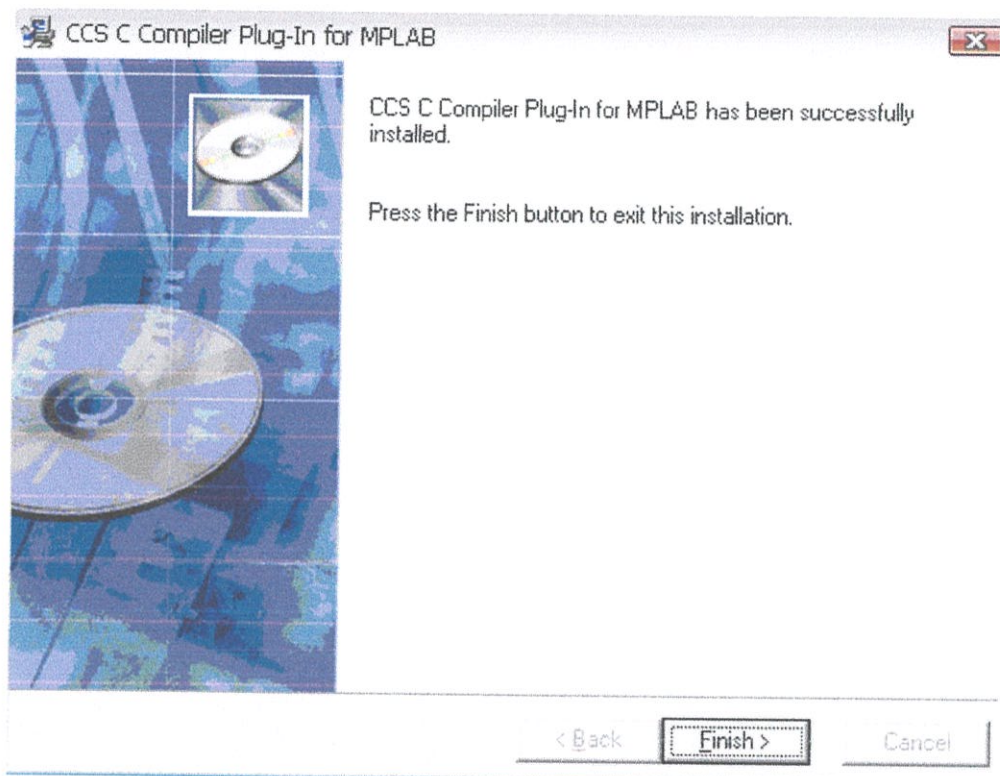 CCS C Compiler Plug-In for MPLAB
CCS C Compiler Plug-In for MPLAB has been successfully
installed.
Press the Finish button to exit this installation.
< Back
Finish >
Cancel